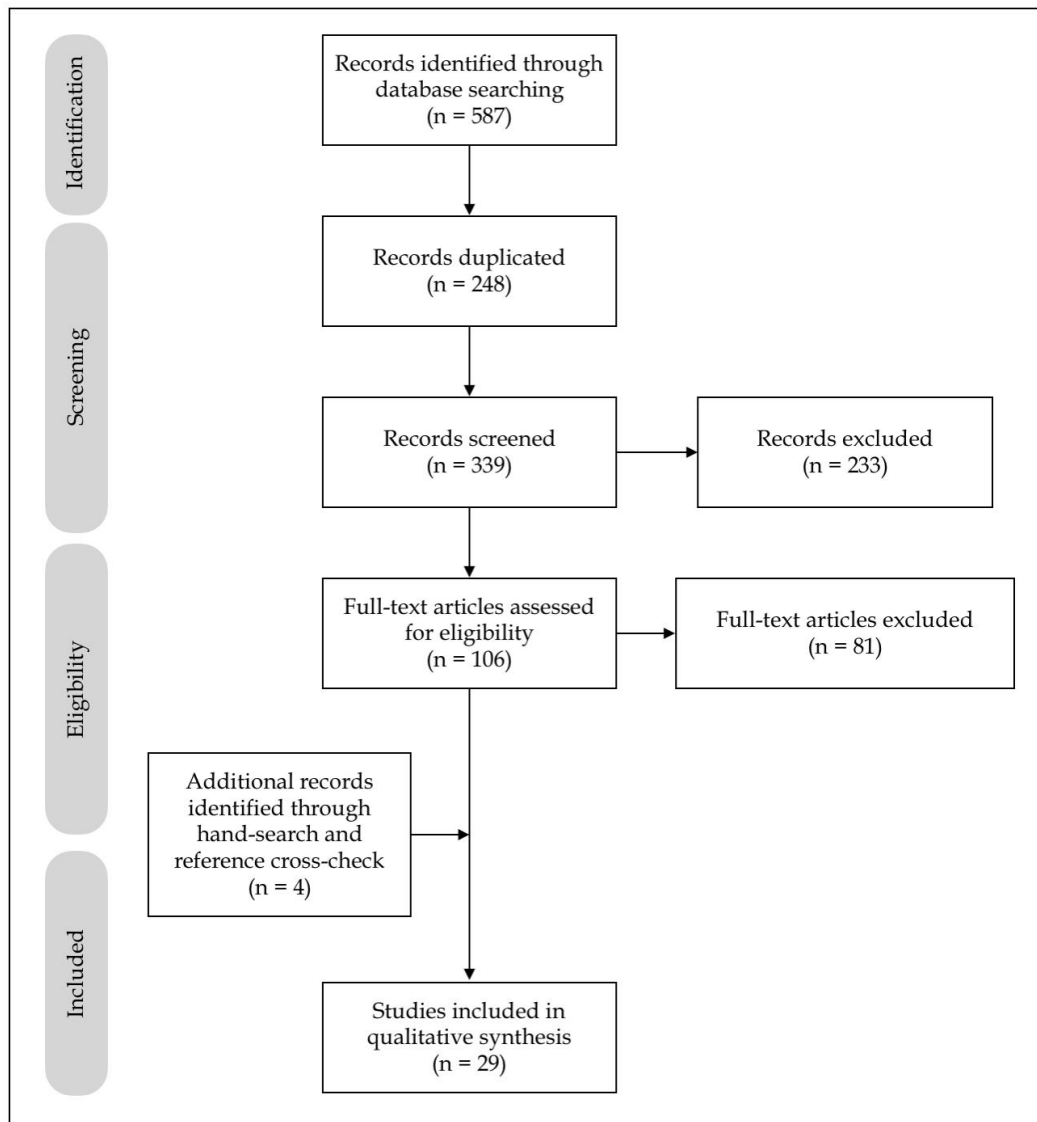 Identification
Records identified through
database searching
(n = 587)
Screening
Records duplicated
(n = 248)
Records screened
(n = 339)
Records excluded
(n = 233)
Eligibility
Full-text articles assessed
for eligibility
(n = 106)
Full-text articles excluded
(n = 81)
Additional records
identified through
hand-search and
reference cross-check
(n = 4)
Included
Studies included in
qualitative synthesis
(n = 29)